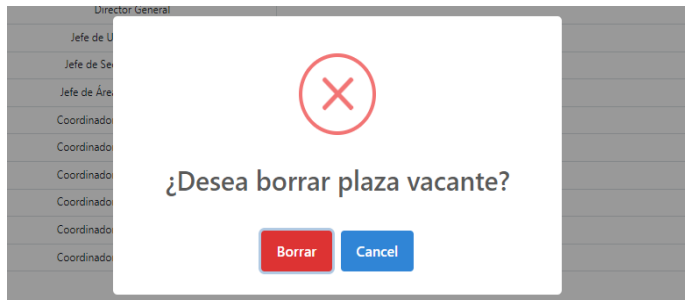 Director General
Jefe de U
Jefe de Se
Jefe de Áre
Coordinado
Coordinado
Coordinado
Coordinado
Coordinado
Coordinado
¿Desea borrar plaza vacante?
Borrar Cancel